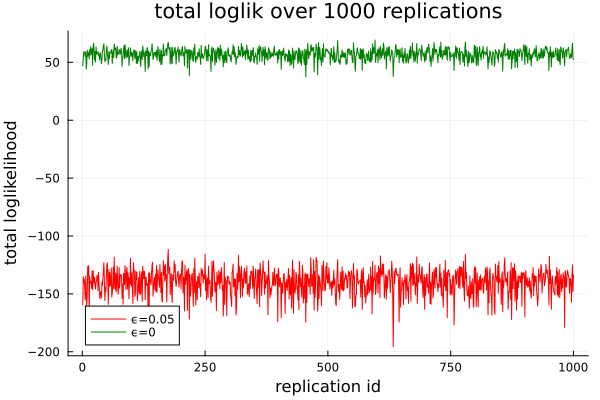 total loglik over 1000 replications
total loglikelihood
50
0
−50
−100
−150
−200
ϵ=0.05
ϵ=0
0 250 500 750 1000
replication id